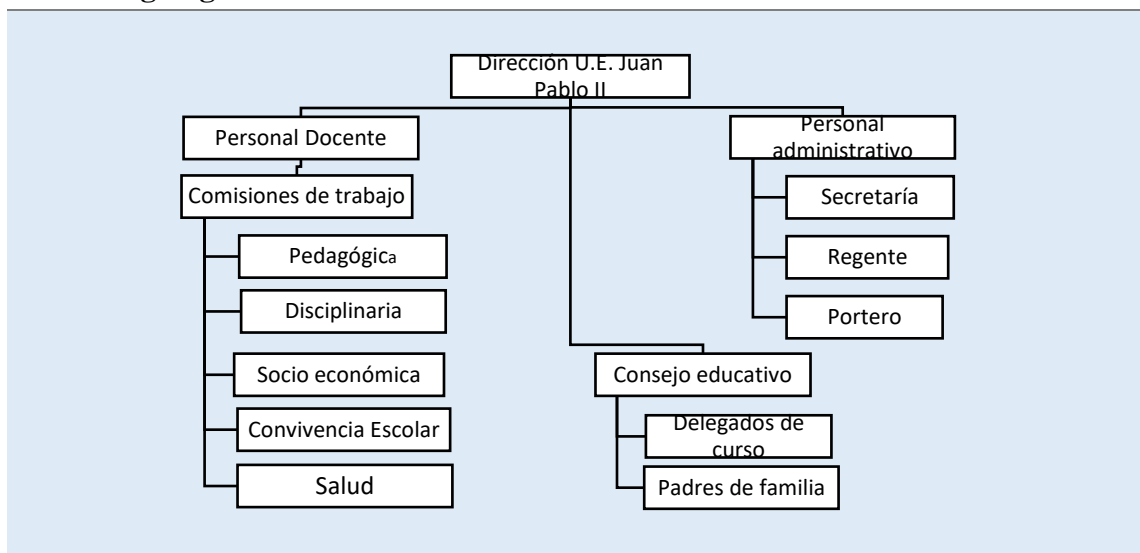 Dirección U.E. Juan
Pablo II
Personal Docente
Comisiones de trabajo
Pedagógica
Disciplinaria
Socio económica
Convivencia Escolar
Salud
Personal
administrativo
Secretaría
Regente
Portero
Consejo educativo
Delegados de
curso
Padres de familia